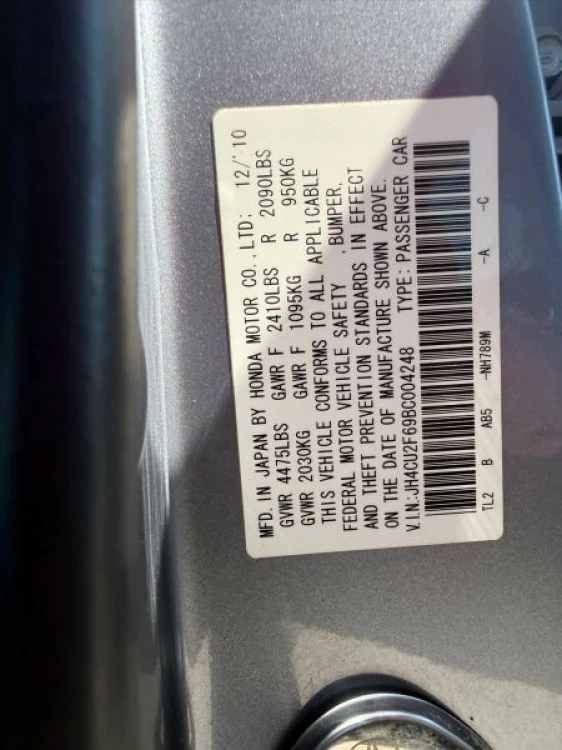 MFD. IN JAPAN BY HONDA MOTOR CO., LTD: 12/'10
GVWR 4475LBS GAWR F 2410LBS R 2090LBS
GVWR 2030KG GAWR F 1095KG R 950KG
THIS VEHICLE CONFORMS TO ALL APPLICABLE
FEDERAL MOTOR VEHICLE SAFETY , BUMPER,
AND THEFT PREVENTION STANDARDS IN EFFECT
ON THE DATE OF MANUFACTURE SHOWN ABOVE.
V.I.N.:JH4CU2F69BC004248 TYPE: PASSENGER CAR
TL2 B AB5 -NH789M -A -C